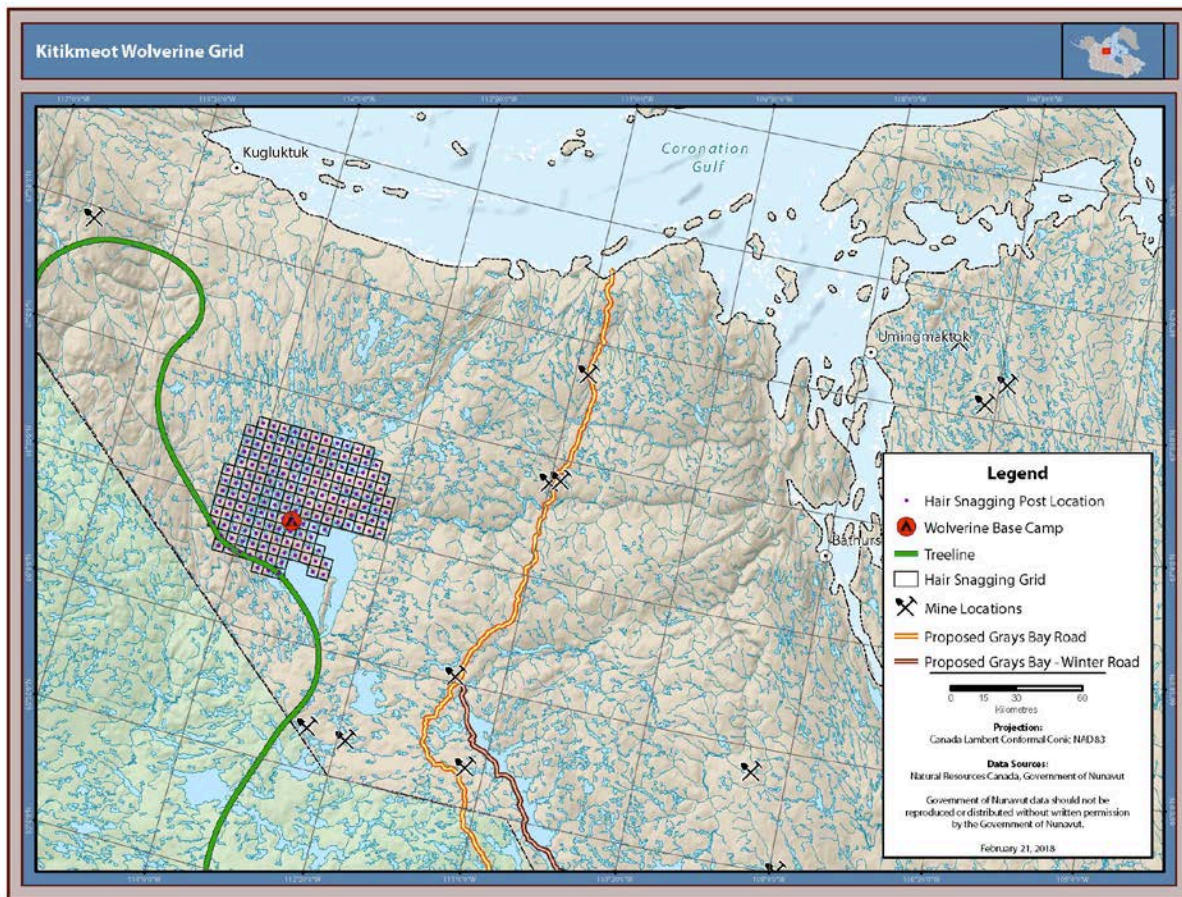 Kitikmeot Wolverine Grid
Kugluktuk
Coronation
Gulf
Umingmaktok
Bathurs
Legend
Hair Snagging Post Location
Wolverine Base Camp
Treeline
Hair Snagging Grid
Mine Locations
Proposed Grays Bay Road
Proposed Grays Bay - Winter Road
0 15 30 60
Kilometres
Projection:
Canada Lambert Conformal Conic NAD83
Data Sources:
Natural Resources Canada, Government of Nunavut
Government of Nunavut data should not be
reproduced or distributed without written permission
by the Government of Nunavut.
February 21, 2018